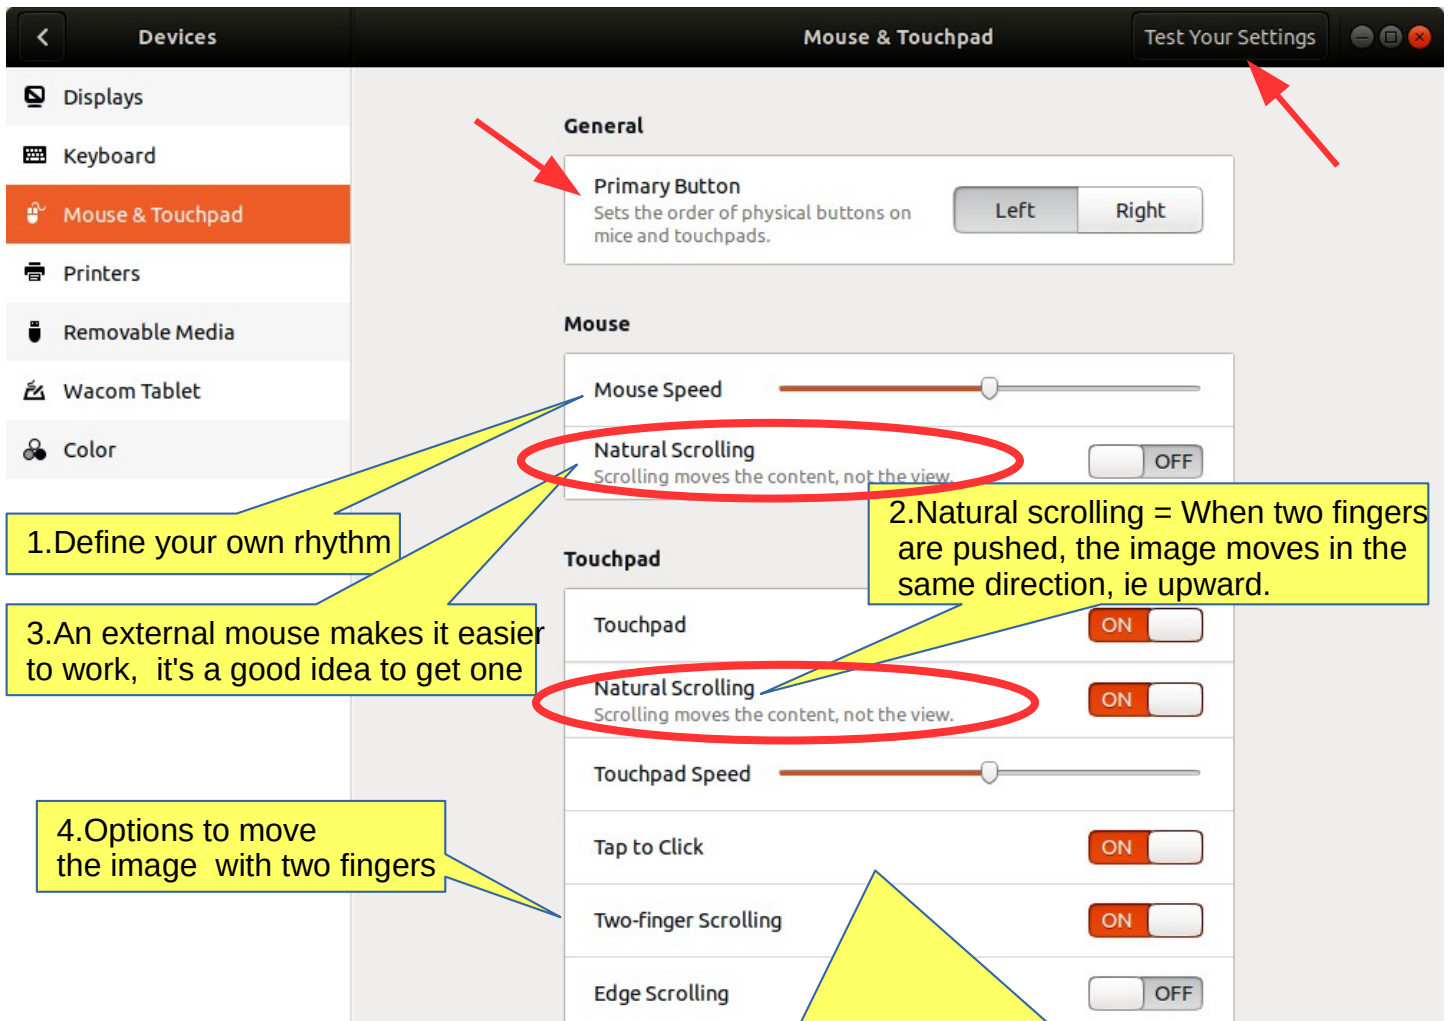 Devices
Mouse & Touchpad
Test Your Settings
Displays
Keyboard
Mouse & Touchpad
Printers
Removable Media
Wacom Tablet
Color
General
Primary Button
Sets the order of physical buttons on
mice and touchpads.
Left
Right
Mouse
Mouse Speed
Natural Scrolling
Scrolling moves the content, not the view.
OFF
1.Define your own rhythm
2.Natural scrolling = When two fingers
are pushed, the image moves in the
same direction, ie upward.
3.An external mouse makes it easier
to work,  it's a good idea to get one
Touchpad
Touchpad
ON
Natural Scrolling
Scrolling moves the content, not the view.
ON
Touchpad Speed
4.Options to move
the image  with two fingers
Tap to Click
ON
Two-finger Scrolling
ON
Edge Scrolling
OFF